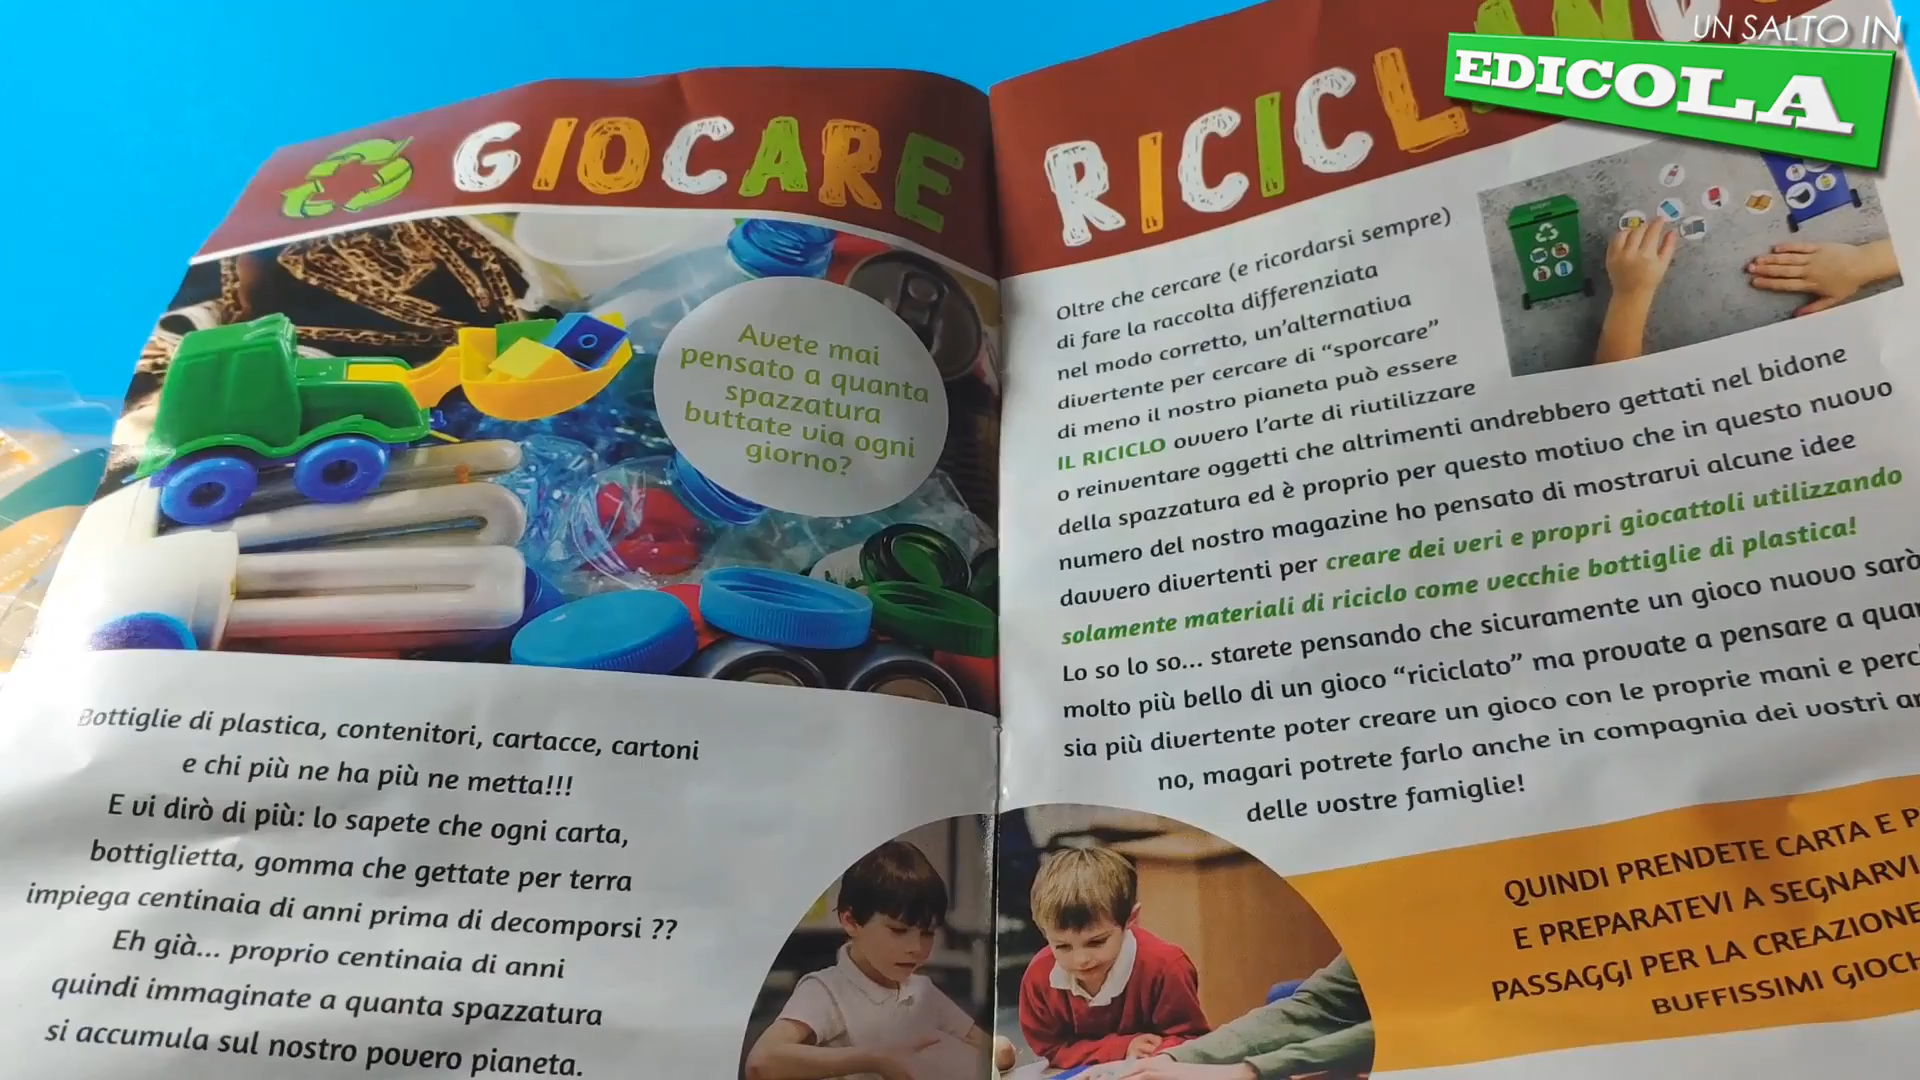 UN SALTO IN
EDICOLA
GIOCARE
Avete mai
pensato a quanta
spazzatura
buttate via ogni
giorno?
Bottiglie di plastica, contenitori, cartacce, cartoni
e chi più ne ha più ne metta!!!
E vi dirò di più: lo sapete che ogni carta,
bottiglietta, gomma che gettate per terra
impiega centinaia di anni prima di decomporsi ??
Eh già... proprio centinaia di anni
quindi immaginate a quanta spazzatura
si accumula sul nostro povero pianeta.
Oltre che cercare (e ricordarsi sempre)
di fare la raccolta differenziata
nel modo corretto, un'alternativa
divertente per cercare di "sporcare"
di meno il nostro pianeta può essere
IL RICICLO ovvero l'arte di riutilizzare
o reinventare oggetti che altrimenti andrebbero gettati nel bidone
della spazzatura ed è proprio per questo motivo che in questo nuovo
numero del nostro magazine ho pensato di mostrarvi alcune idee
davvero divertenti per creare dei veri e propri giocattoli utilizzando
solamente materiali di riciclo come vecchie bottiglie di plastica!
Lo so lo so... starete pensando che sicuramente un gioco nuovo sarò
molto più bello di un gioco "riciclato" ma provate a pensare a
sia più divertente poter creare un gioco con le proprie mani e
no, magari potrete farlo anche in compagnia dei vostri
delle vostre famiglie!
QUINDI PRENDETE CARTA E
E PREPARATEVI A SEGNARVI
PASSAGGI PER LA CREAZIONE
BUFFISSIMI